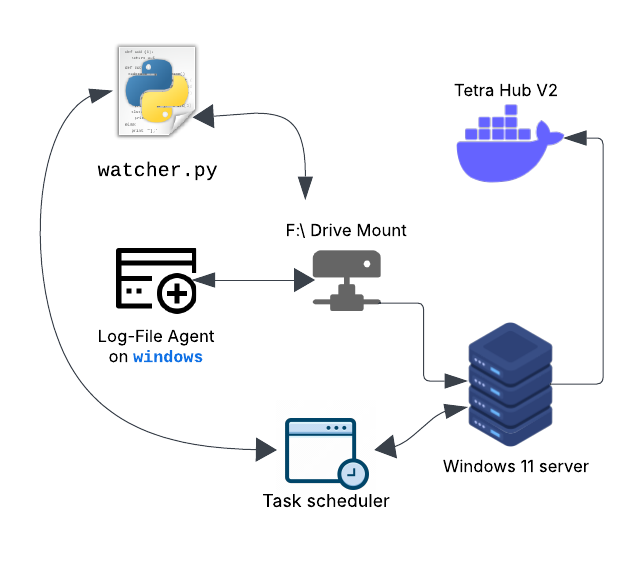 Tetra Hub V2
watcher.py
F:\ Drive Mount
Log-File Agent
on windows
Windows 11 server
Task scheduler